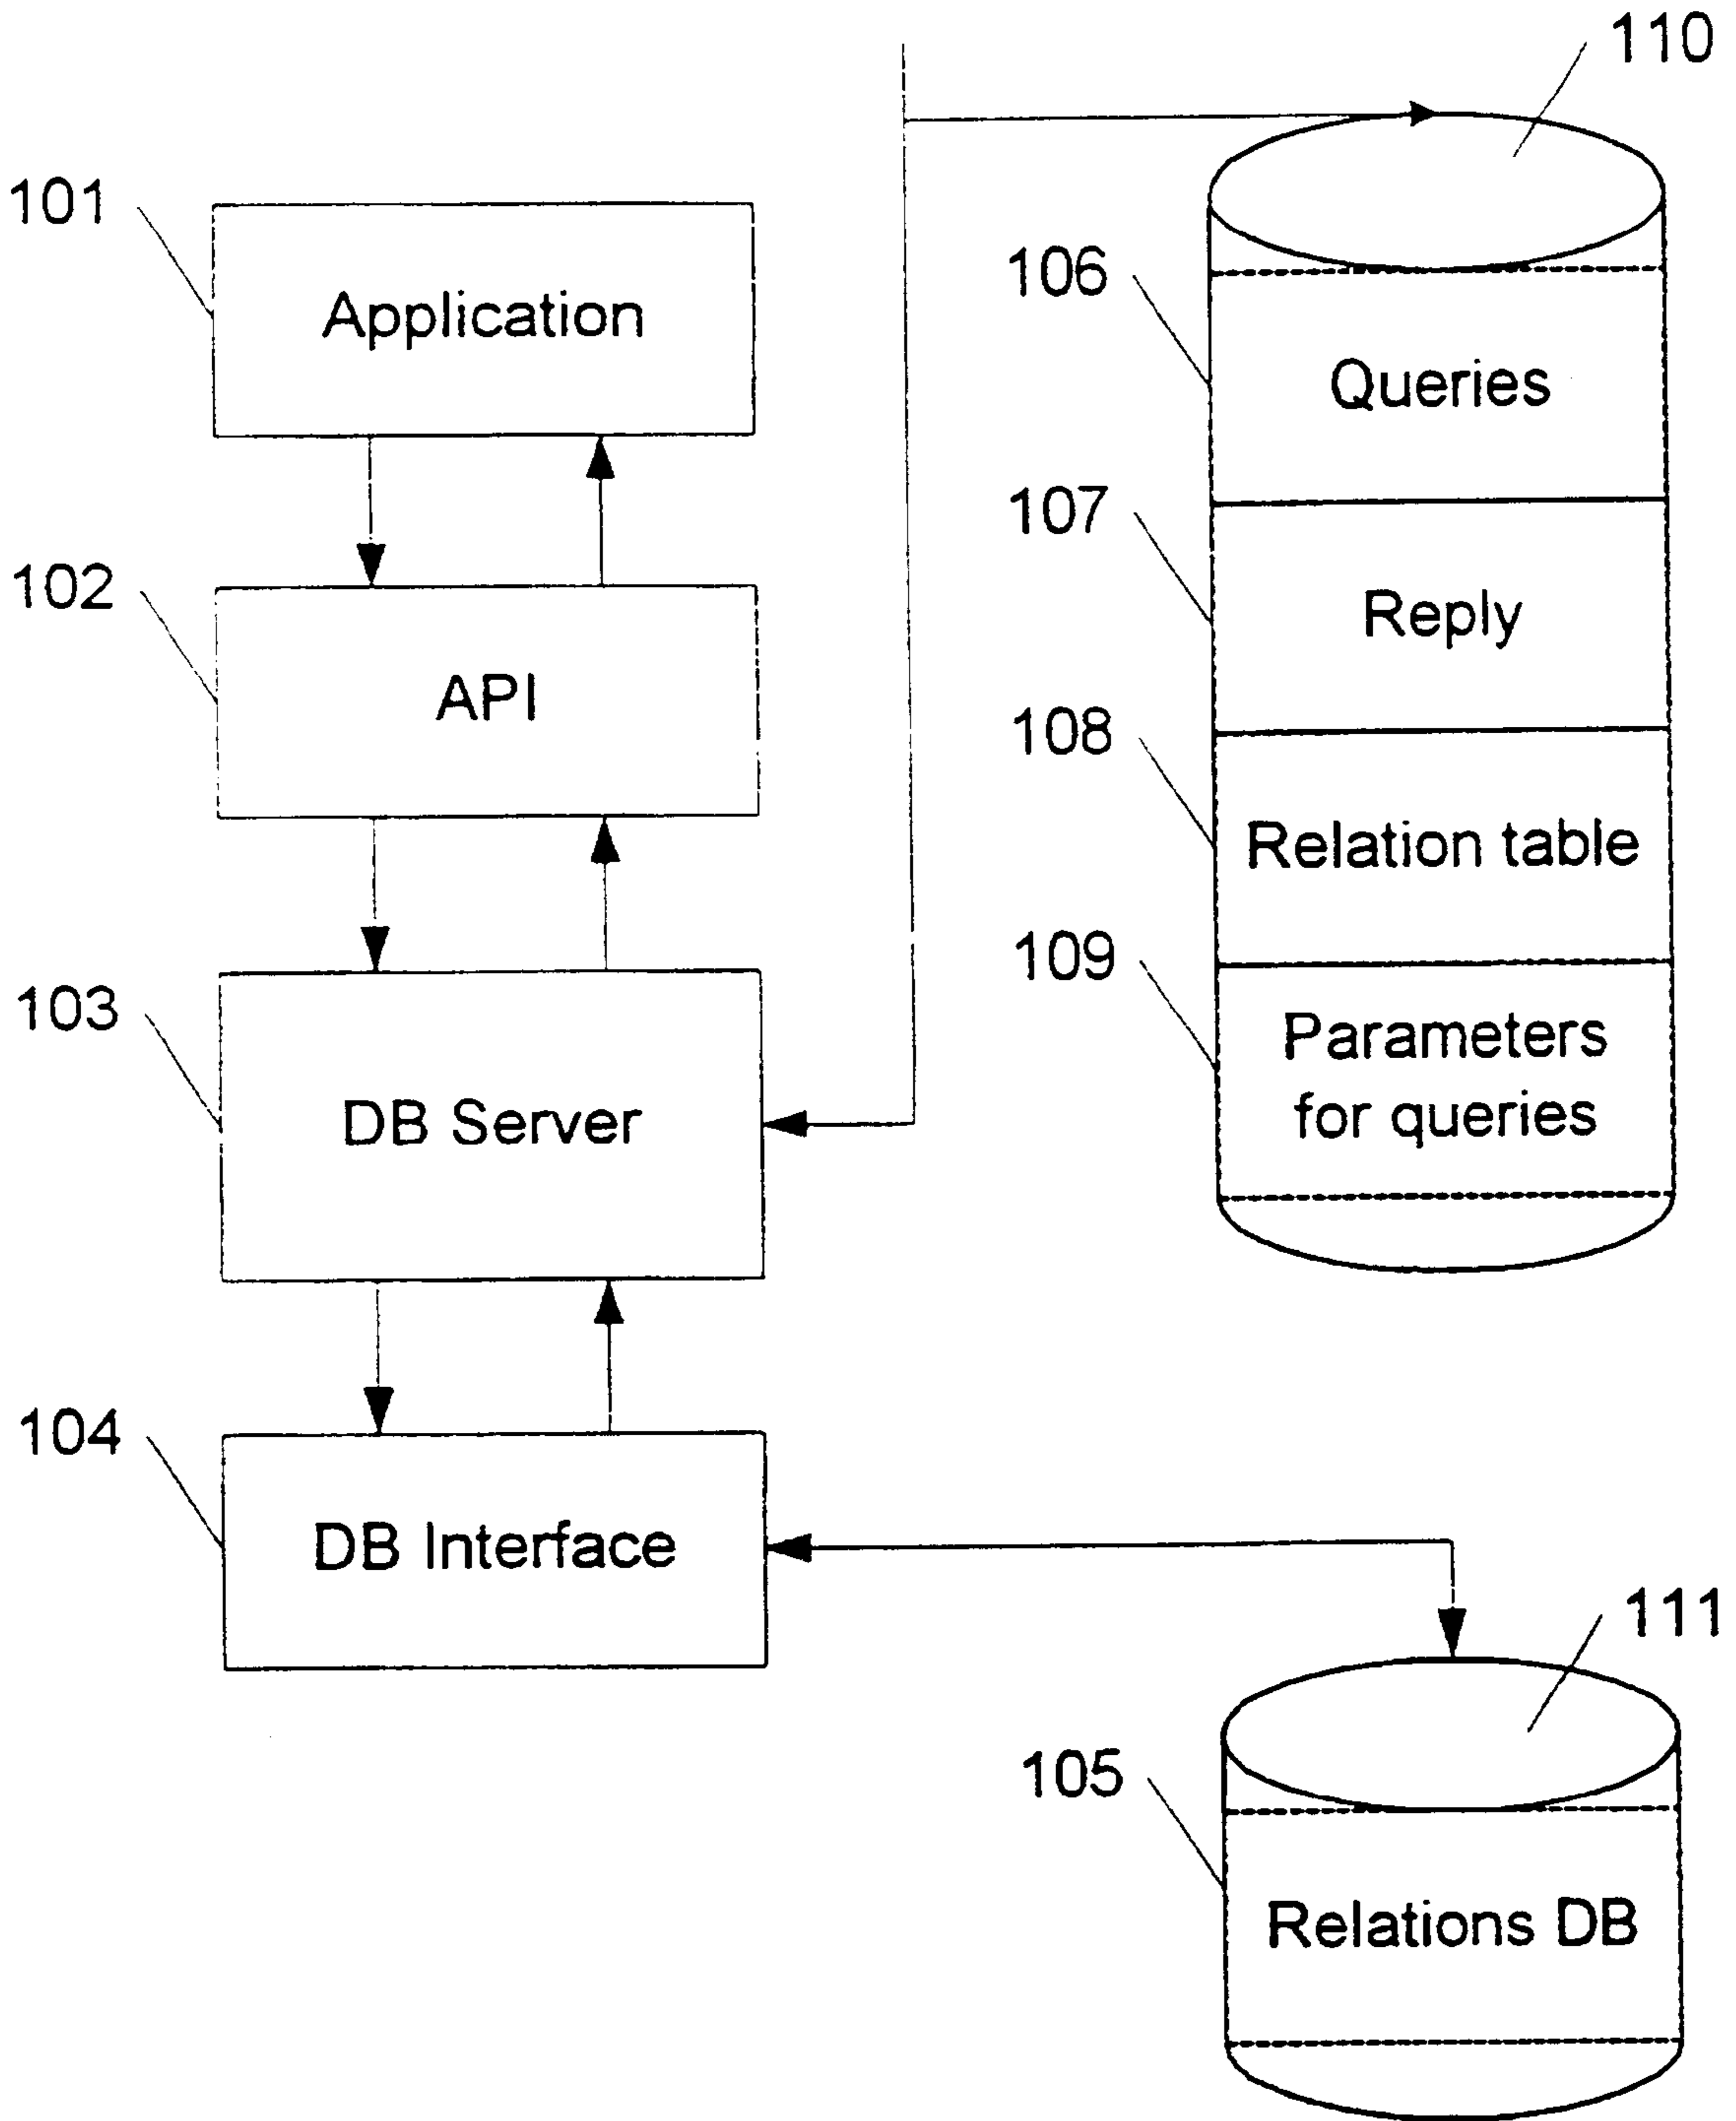 110
101
Application
106
Queries
107
Reply
102
API
108
Relation table
109
Parameters
for queries
103
DB Server
104
DB Interface
111
105
Relations DB